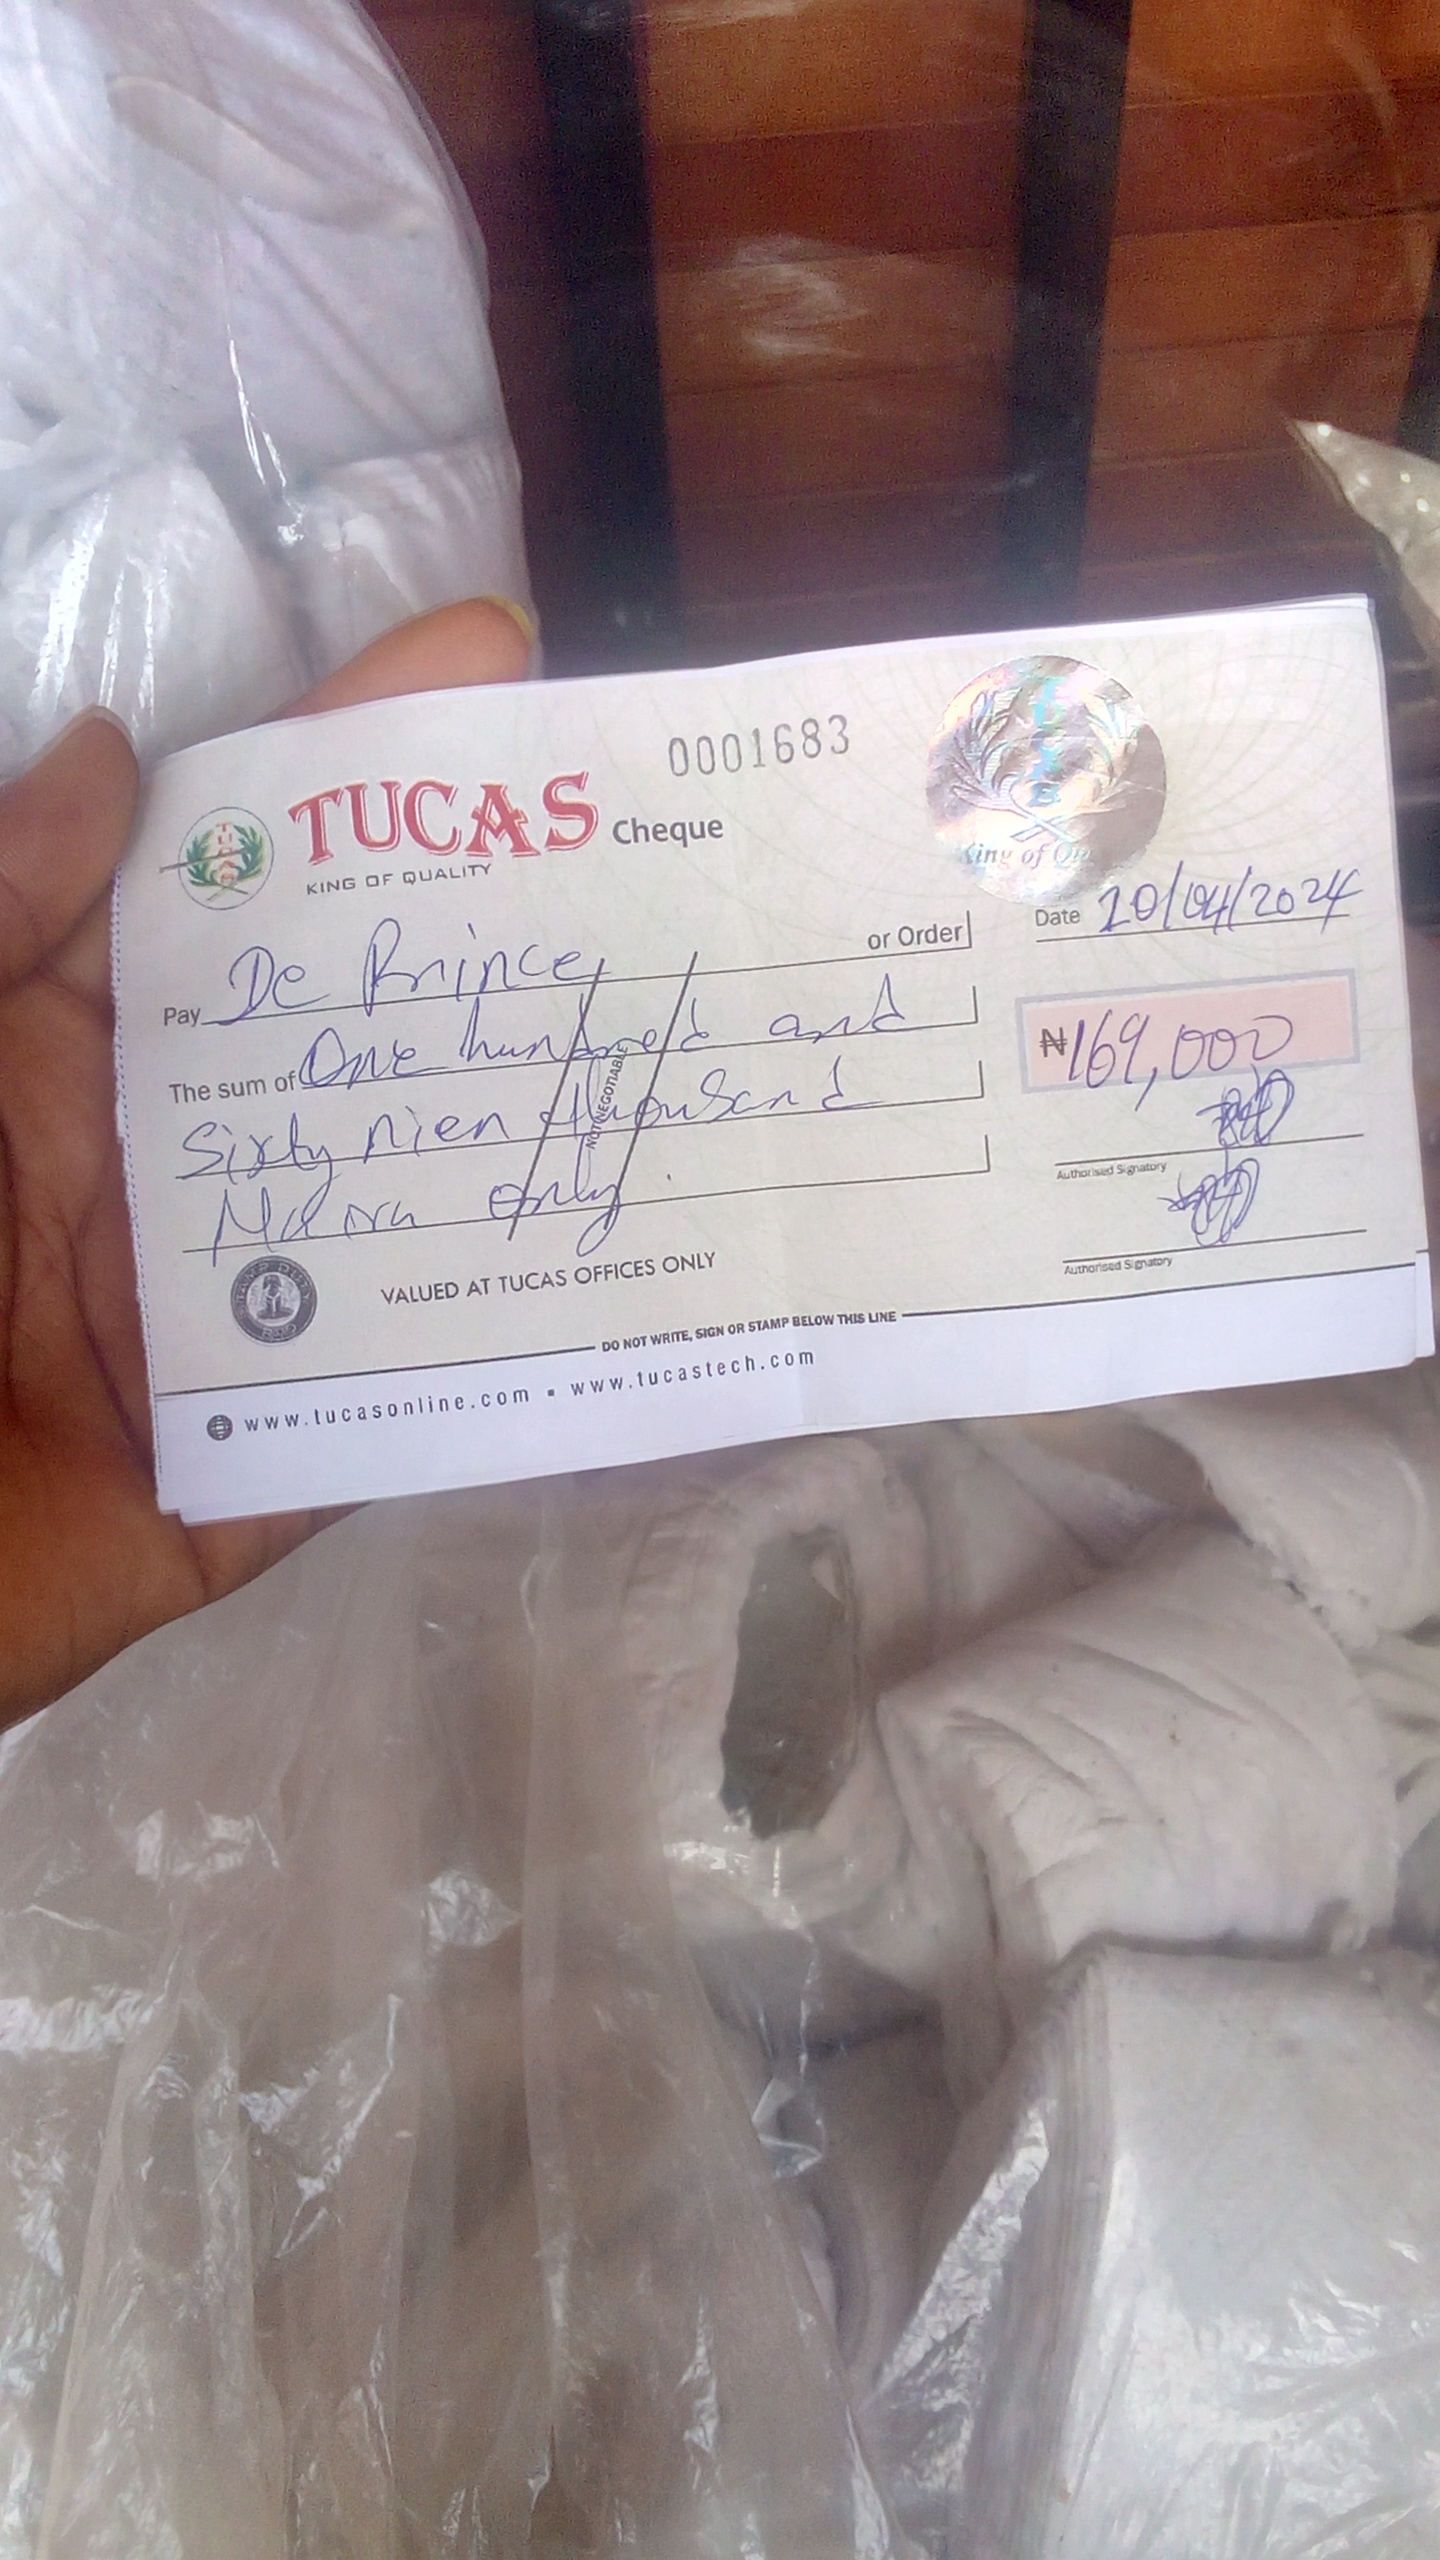 0001683
TUCAS Cheque
KING OF QUALITY
King of Qu
Date 20/04/2024
Pay De Prince, or Order
The sum of One hundred and
Sixty nien thousand
Naira only.
NOT NEGOTIABLE
₦169,000
Authorised Signatory
Authorised Signatory
STAMP DUTY
VALUED AT TUCAS OFFICES ONLY
DO NOT WRITE, SIGN OR STAMP BELOW THIS LINE
www.tucasonline.com ▪ www.tucastech.com